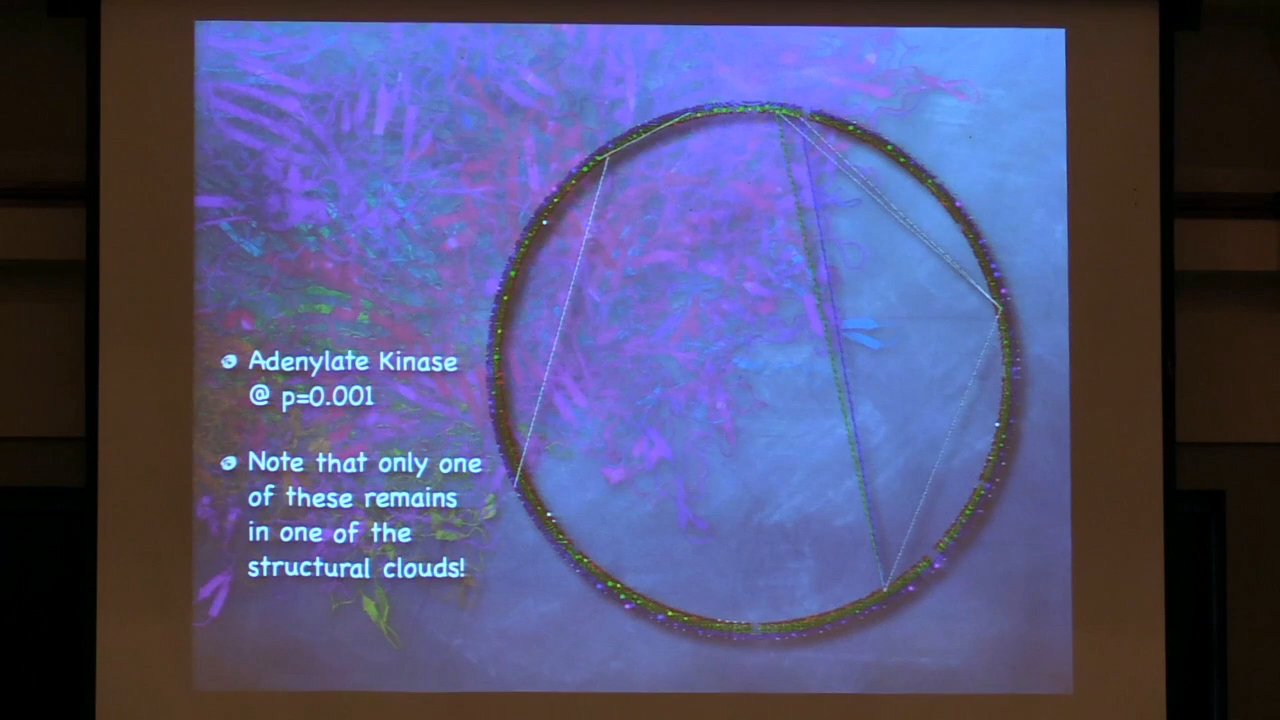 Adenylate Kinase
@ p=0.001
Note that only one
of these remains
in one of the
structural clouds!